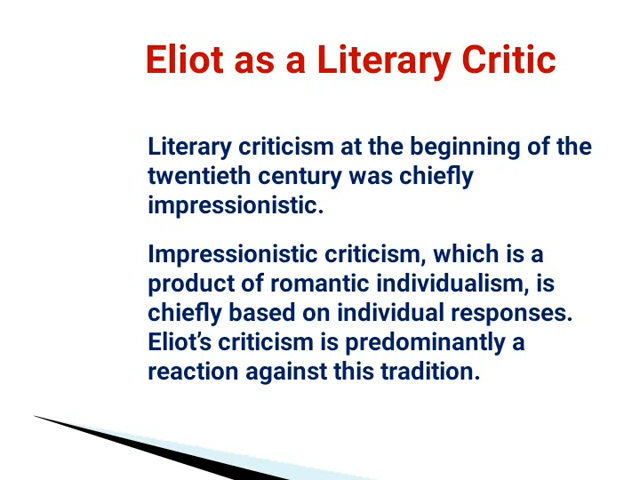 Eliot as a Literary Critic
Literary criticism at the beginning of the
twentieth century was chiefly
impressionistic.
Impressionistic criticism, which is a
product of romantic individualism, is
chiefly based on individual responses.
Eliot’s criticism is predominantly a
reaction against this tradition.